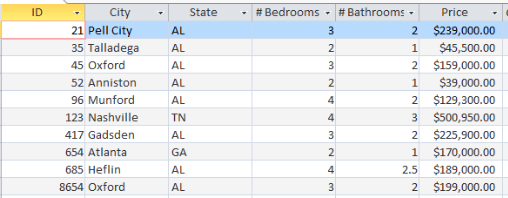 ID City State # Bedrooms # Bathrooms Price
21 Pell City AL 3 2 $239,000.00
35 Talladega AL 2 1 $45,500.00
45 Oxford AL 3 2 $159,000.00
52 Anniston AL 2 1 $39,000.00
96 Munford AL 4 2 $129,300.00
123 Nashville TN 4 3 $500,950.00
417 Gadsden AL 3 2 $225,900.00
654 Atlanta GA 2 1 $170,000.00
685 Heflin AL 4 2.5 $189,000.00
8654 Oxford AL 3 2 $199,000.00